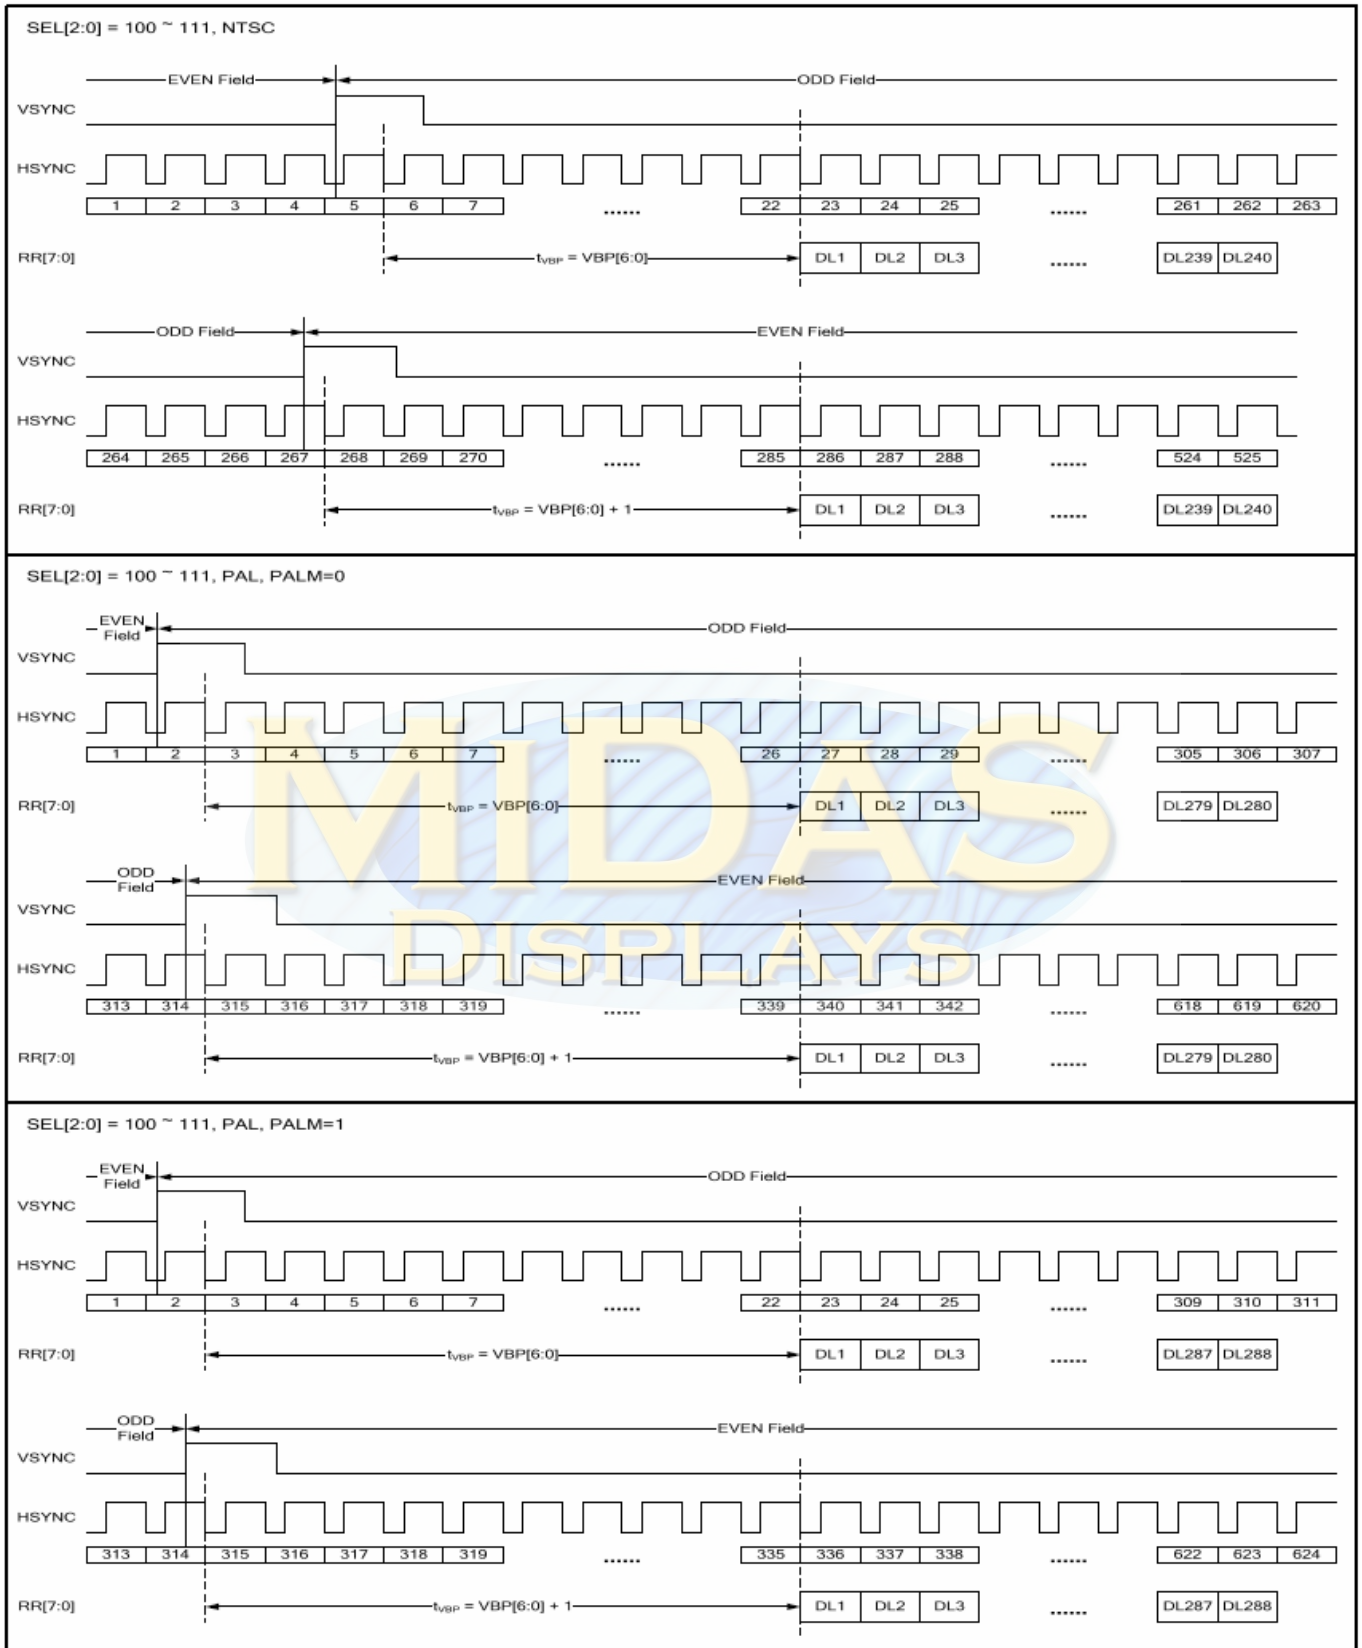 SEL[2:0] = 100 ~ 111, NTSC
EVEN Field ODD Field
VSYNC
HSYNC
1 2 3 4 5 6 7 ...... 22 23 24 25 ...... 261 262 263
RR[7:0] tVBP = VBP[6:0] DL1 DL2 DL3 ...... DL239 DL240
ODD Field EVEN Field
VSYNC
HSYNC
264 265 266 267 268 269 270 ...... 285 286 287 288 ...... 524 525
RR[7:0] tVBP = VBP[6:0] + 1 DL1 DL2 DL3 ...... DL239 DL240
SEL[2:0] = 100 ~ 111, PAL, PALM=0
EVEN Field ODD Field
VSYNC
HSYNC
1 2 3 4 5 6 7 ...... 26 27 28 29 ...... 305 306 307
RR[7:0] tVBP = VBP[6:0] DL1 DL2 DL3 ...... DL279 DL280
ODD Field EVEN Field
VSYNC
HSYNC
313 314 315 316 317 318 319 ...... 339 340 341 342 ...... 618 619 620
RR[7:0] tVBP = VBP[6:0] + 1 DL1 DL2 DL3 ...... DL279 DL280
MIDAS
DISPLAYS
SEL[2:0] = 100 ~ 111, PAL, PALM=1
EVEN Field ODD Field
VSYNC
HSYNC
1 2 3 4 5 6 7 ...... 22 23 24 25 ...... 309 310 311
RR[7:0] tVBP = VBP[6:0] DL1 DL2 DL3 ...... DL287 DL288
ODD Field EVEN Field
VSYNC
HSYNC
313 314 315 316 317 318 319 ...... 335 336 337 338 ...... 622 623 624
RR[7:0] tVBP = VBP[6:0] + 1 DL1 DL2 DL3 ...... DL287 DL288